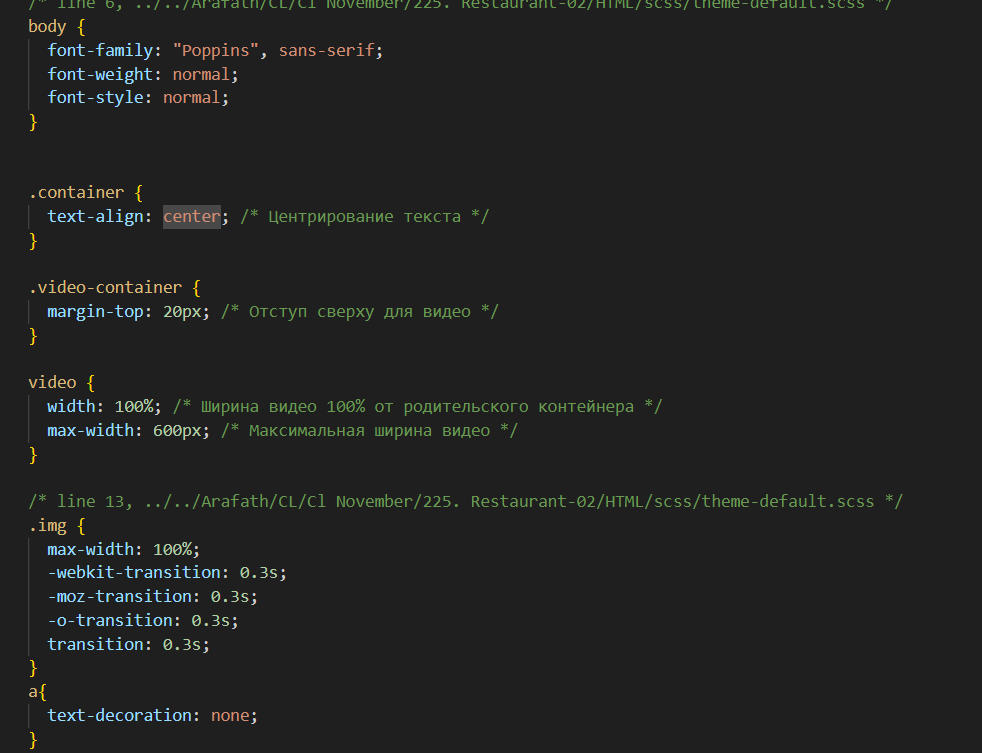 /* line 6, ../../Arafath/CL/Cl November/225. Restaurant-02/HTML/scss/theme-default.scss */
body {
  font-family: "Poppins", sans-serif;
  font-weight: normal;
  font-style: normal;
}
.container {
  text-align: center; /* Центрирование текста */
}
.video-container {
  margin-top: 20px; /* Отступ сверху для видео */
}
video {
  width: 100%; /* Ширина видео 100% от родительского контейнера */
  max-width: 600px; /* Максимальная ширина видео */
}
/* line 13, ../../Arafath/CL/Cl November/225. Restaurant-02/HTML/scss/theme-default.scss */
.img {
  max-width: 100%;
  -webkit-transition: 0.3s;
  -moz-transition: 0.3s;
  -o-transition: 0.3s;
  transition: 0.3s;
}
a{
  text-decoration: none;
}